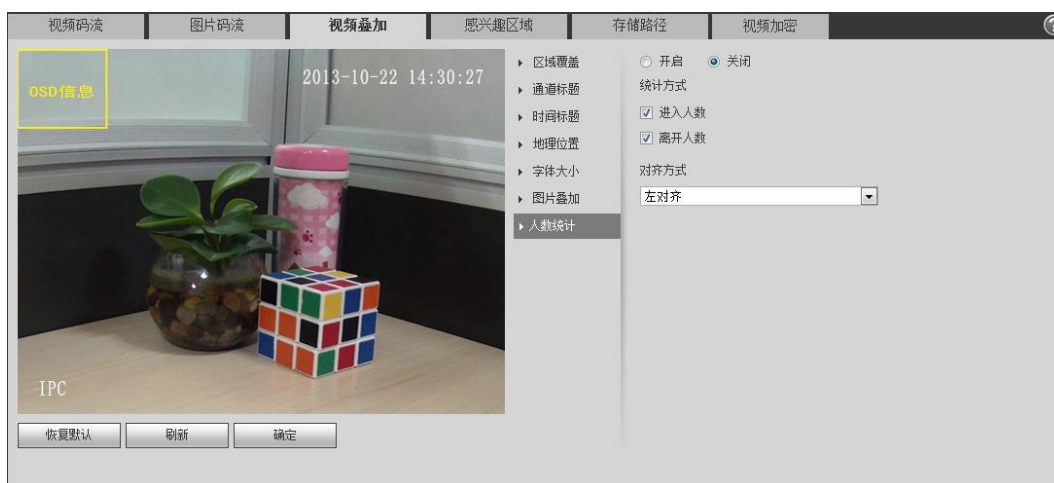 视频码流
图片码流
视频叠加
感兴趣区域
存储路径
视频加密
OSD信息
2013-10-22 14:30:27
IPC
区域覆盖
通道标题
时间标题
地理位置
字体大小
图片叠加
人数统计
开启
关闭
统计方式
进入人数
离开人数
对齐方式
左对齐
恢复默认
刷新
确定